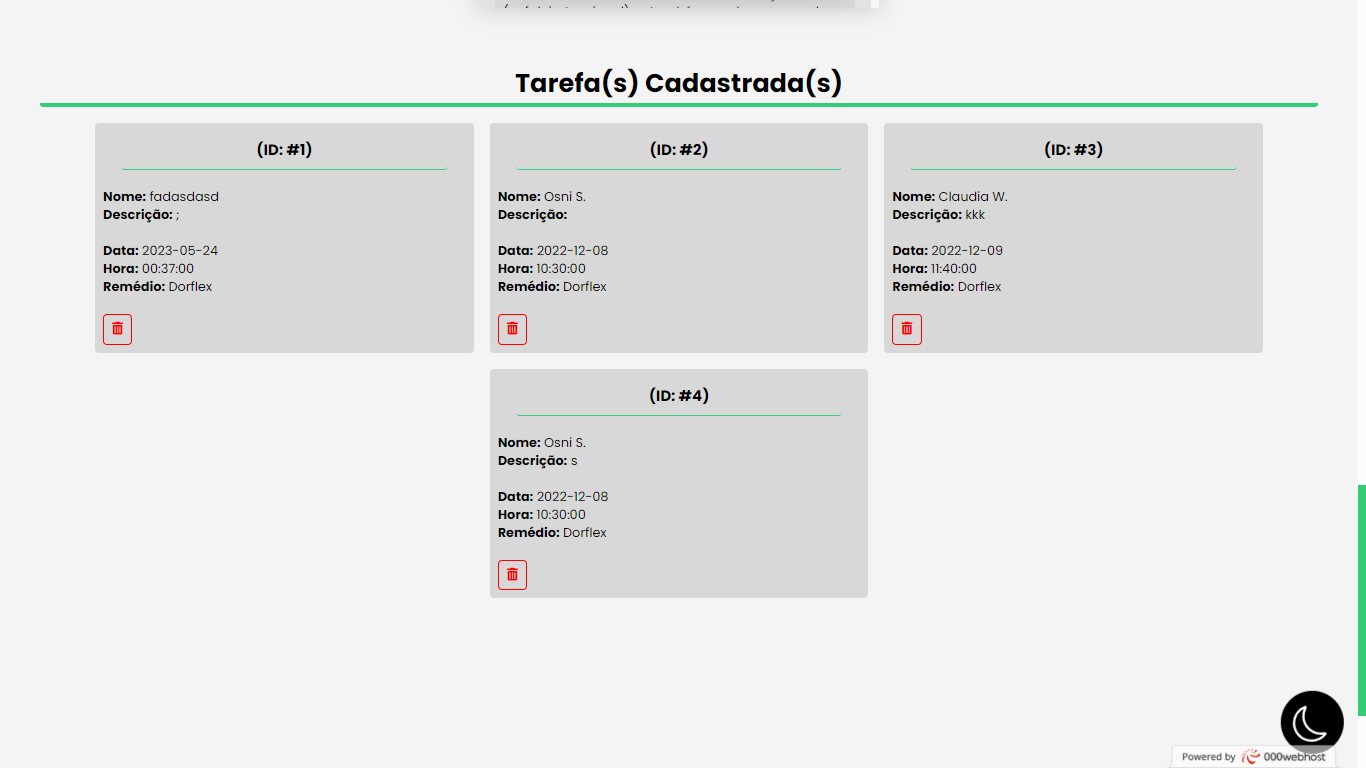 Tarefa(s) Cadastrada(s)
(ID: #1)
Nome: fadasdasd
Descrição: ;
Data: 2023-05-24
Hora: 00:37:00
Remédio: Dorflex
(ID: #2)
Nome: Osni S.
Descrição:
Data: 2022-12-08
Hora: 10:30:00
Remédio: Dorflex
(ID: #3)
Nome: Claudia W.
Descrição: kkk
Data: 2022-12-09
Hora: 11:40:00
Remédio: Dorflex
(ID: #4)
Nome: Osni S.
Descrição: s
Data: 2022-12-08
Hora: 10:30:00
Remédio: Dorflex
Powered by 000webhost